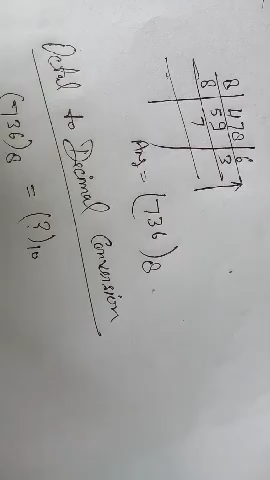 8 | 478 | 6
8 | 59 | 3
7
Ans = (736)8
Octal to Decimal Conversion
(736)8 = (?)10